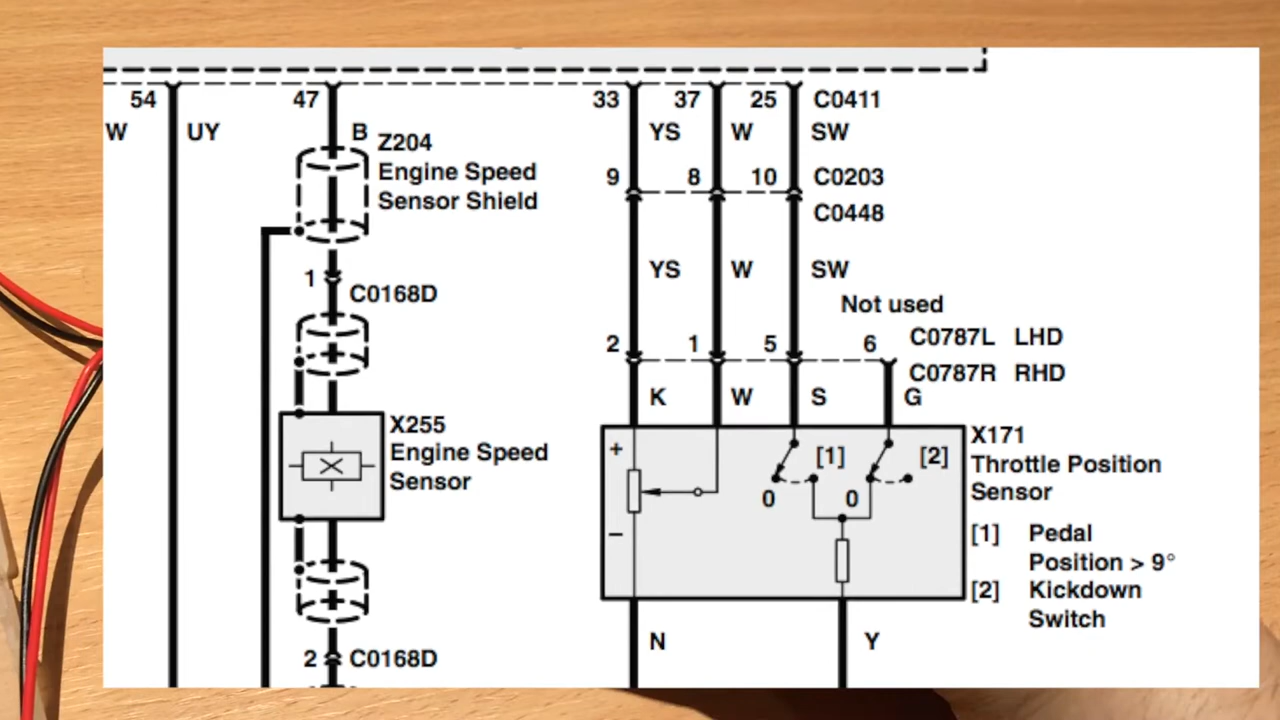 54
47
33
37
25
C0411
W
UY
B
YS
W
SW
Z204
Engine Speed
Sensor Shield
9
8
10
C0203
C0448
1
C0168D
YS
W
SW
Not used
2
1
5
6
C0787L LHD
C0787R RHD
K
W
S
G
X255
Engine Speed
Sensor
+
[1]
[2]
0
0
−
X171
Throttle Position
Sensor
[1] Pedal
Position > 9°
[2] Kickdown
Switch
N
Y
2
C0168D